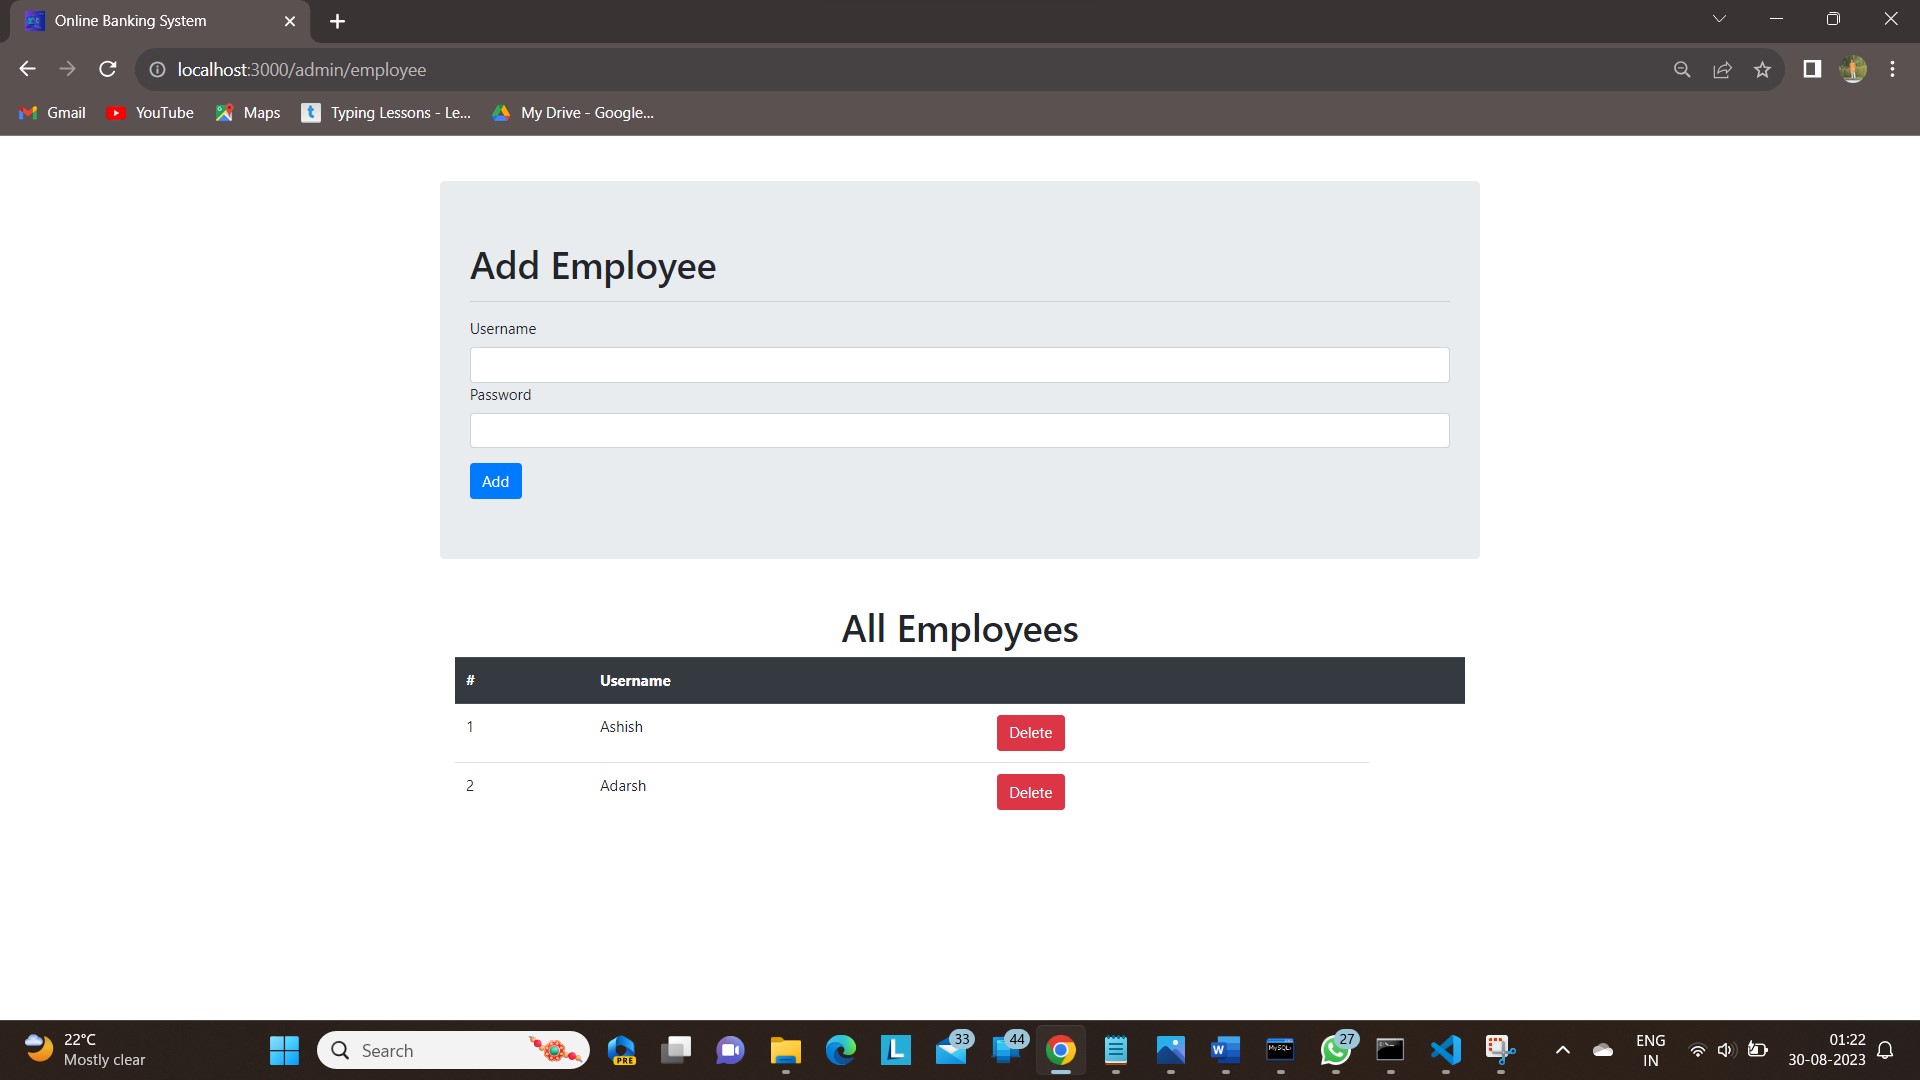 Online Banking System
localhost:3000/admin/employee
Gmail YouTube Maps Typing Lessons - Le... My Drive - Google...
Add Employee
Username
Password
Add
All Employees
# Username
1 Ashish Delete
2 Adarsh Delete
22°C
Mostly clear
Search
PRE
L
33
44
W
MySQL
27
ENG
IN
01:22
30-08-2023